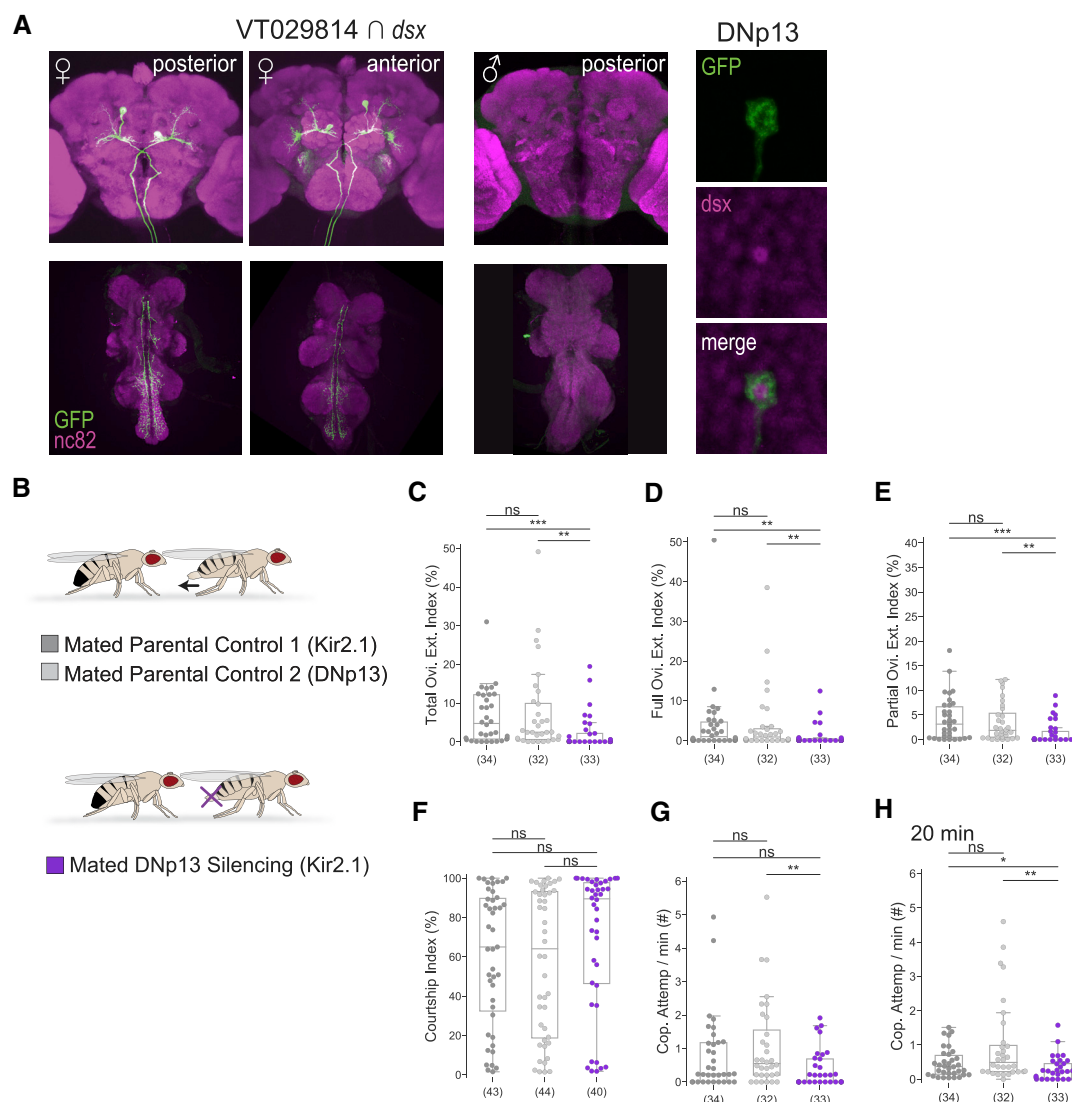 A
VT029814 ∩ dsx
DNp13
♀ posterior
♀ anterior
♂ posterior
GFP
dsx
merge
GFP
nc82
B
Mated Parental Control 1 (Kir2.1)
Mated Parental Control 2 (DNp13)
Mated DNp13 Silencing (Kir2.1)
C
ns
***
**
Total Ovi. Ext. Index (%)
50
40
30
20
10
0
(34) (32) (33)
D
ns
**
**
Full Ovi. Ext. Index (%)
50
40
30
20
10
0
(34) (32) (33)
E
ns
***
**
Partial Ovi. Ext. Index (%)
40
35
30
25
20
15
10
5
0
(34) (32) (33)
F
ns
ns
ns
Courtship Index (%)
100
80
60
40
20
0
(43) (44) (40)
G
ns
ns
**
Cop. Attemp / min (#)
6
5
4
3
2
1
0
(34) (32) (33)
H
20 min
ns
*
**
Cop. Attemp / min (#)
6
5
4
3
2
1
0
(34) (32) (33)